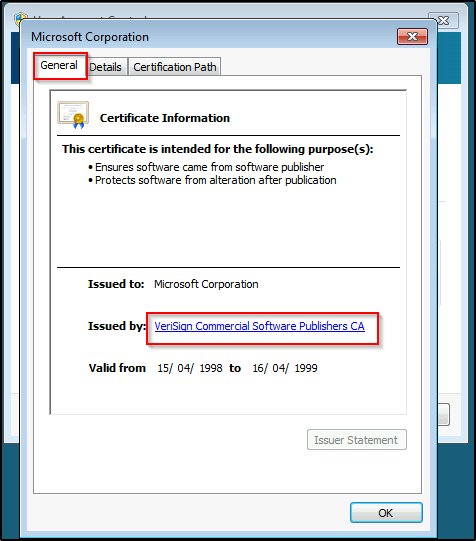 Microsoft Corporation
General Details Certification Path
Certificate Information
This certificate is intended for the following purpose(s):
• Ensures software came from software publisher
• Protects software from alteration after publication
Issued to: Microsoft Corporation
Issued by: VeriSign Commercial Software Publishers CA
Valid from 15/ 04/ 1998 to 16/ 04/ 1999
Issuer Statement
OK